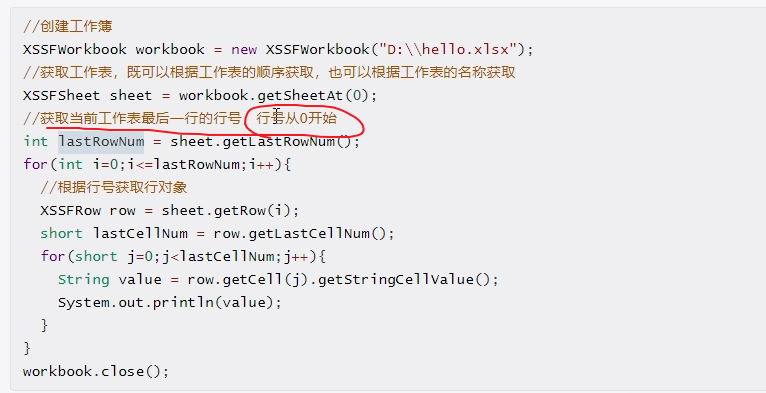 //创建工作簿
XSSFWorkbook workbook = new XSSFWorkbook("D:\\hello.xlsx");
//获取工作表，既可以根据工作表的顺序获取，也可以根据工作表的名称获取
XSSFSheet sheet = workbook.getSheetAt(0);
//获取当前工作表最后一行的行号，行号从0开始
int lastRowNum = sheet.getLastRowNum();
for(int i=0;i<=lastRowNum;i++){
  //根据行号获取行对象
  XSSFRow row = sheet.getRow(i);
  short lastCellNum = row.getLastCellNum();
  for(short j=0;j<lastCellNum;j++){
    String value = row.getCell(j).getStringCellValue();
    System.out.println(value);
  }
}
workbook.close();